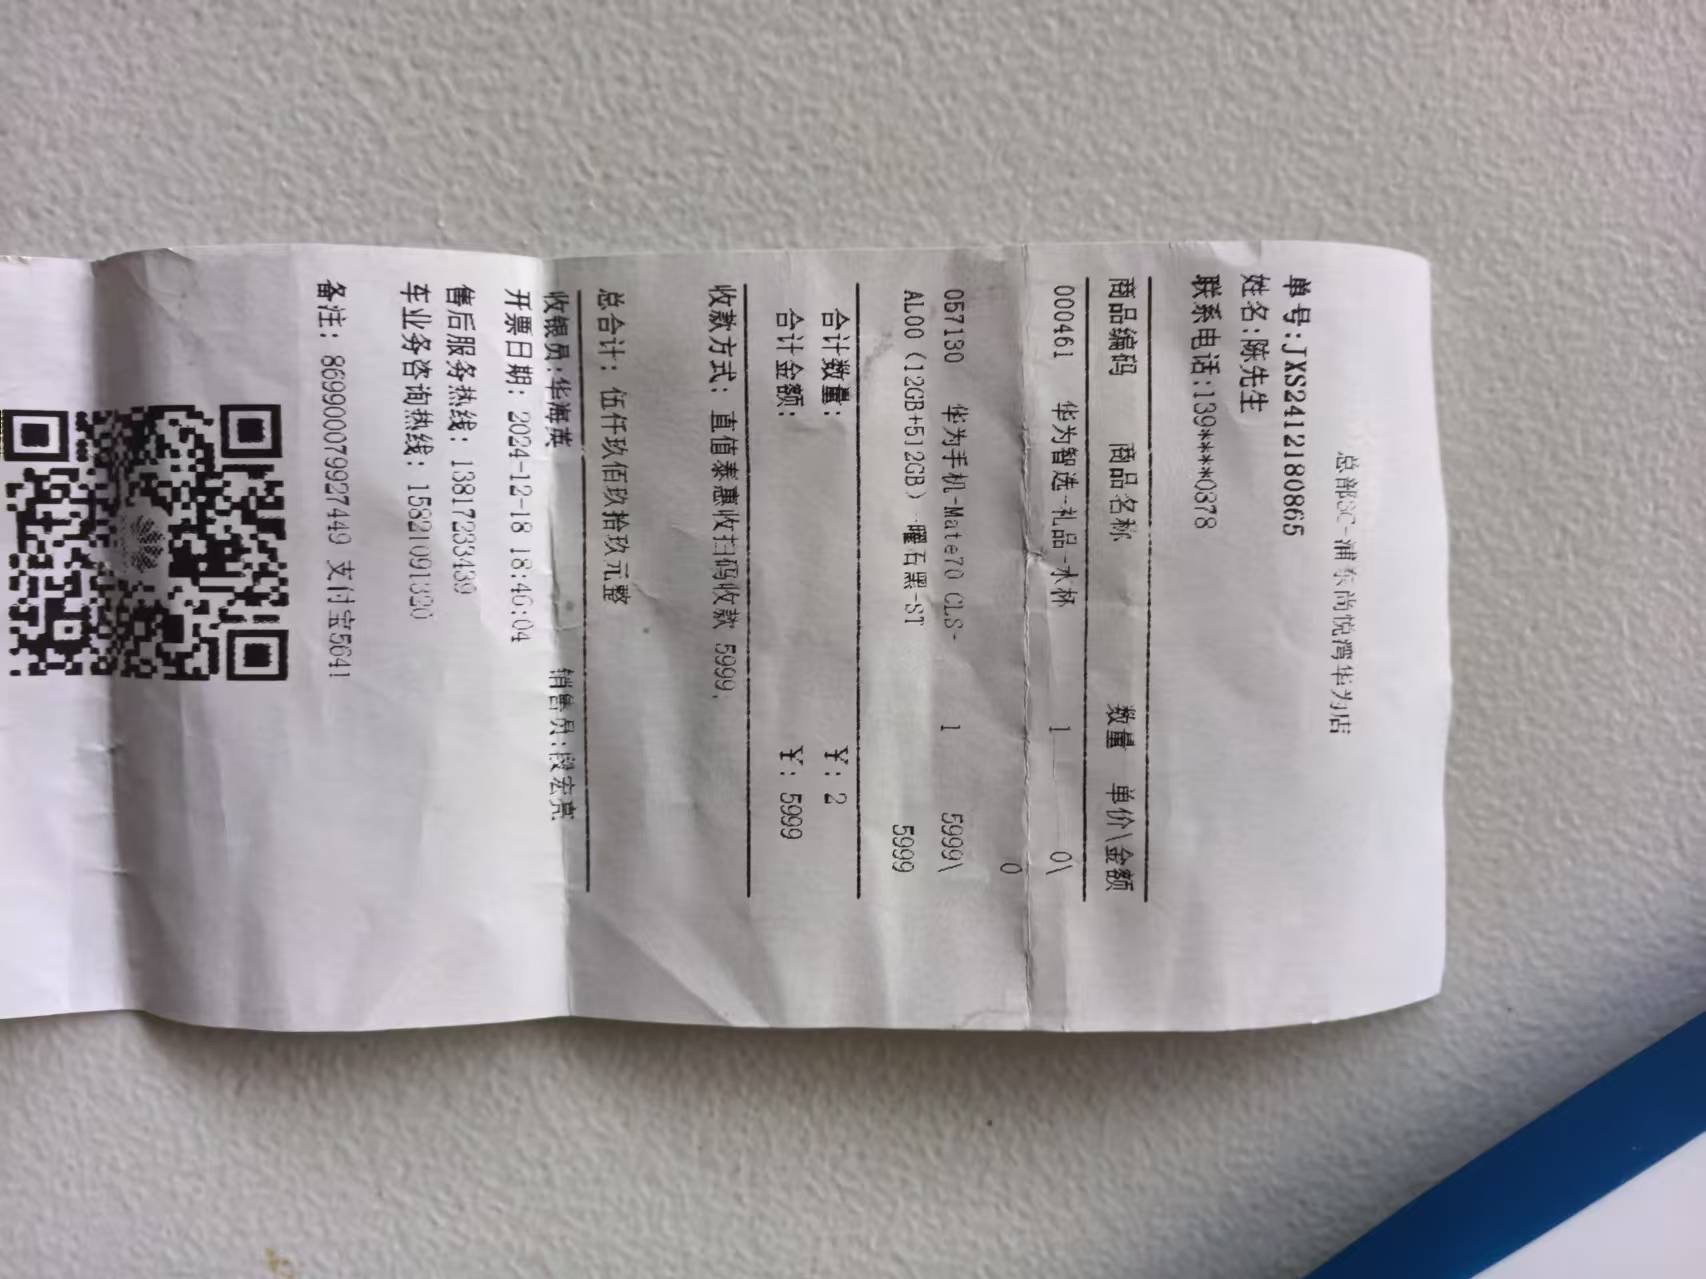 总部SC-浦东尚悦湾华为店
单号:JXS2412180865
姓名:陈先生
联系电话:139****0378
商品编码 商品名称 数量 单价\金额
000461 华为智选-礼品-水杯 1 0\
0
057130 华为手机-Mate70 CLS- 1 5999\
AL00（12GB+512GB）-曜石黑-ST 5999
合计数量: ¥:2
合计金额: ¥:5999
收款方式: 直值泰惠收扫码收款 5999,
总合计: 伍仟玖佰玖拾玖元整
收银员:华海英 销售员:段宏亮
开票日期: 2024-12-18 18:46:04
售后服务热线: 13817233439
车业务咨询热线: 15821091320
备注: 869900079927449 支付宝5641